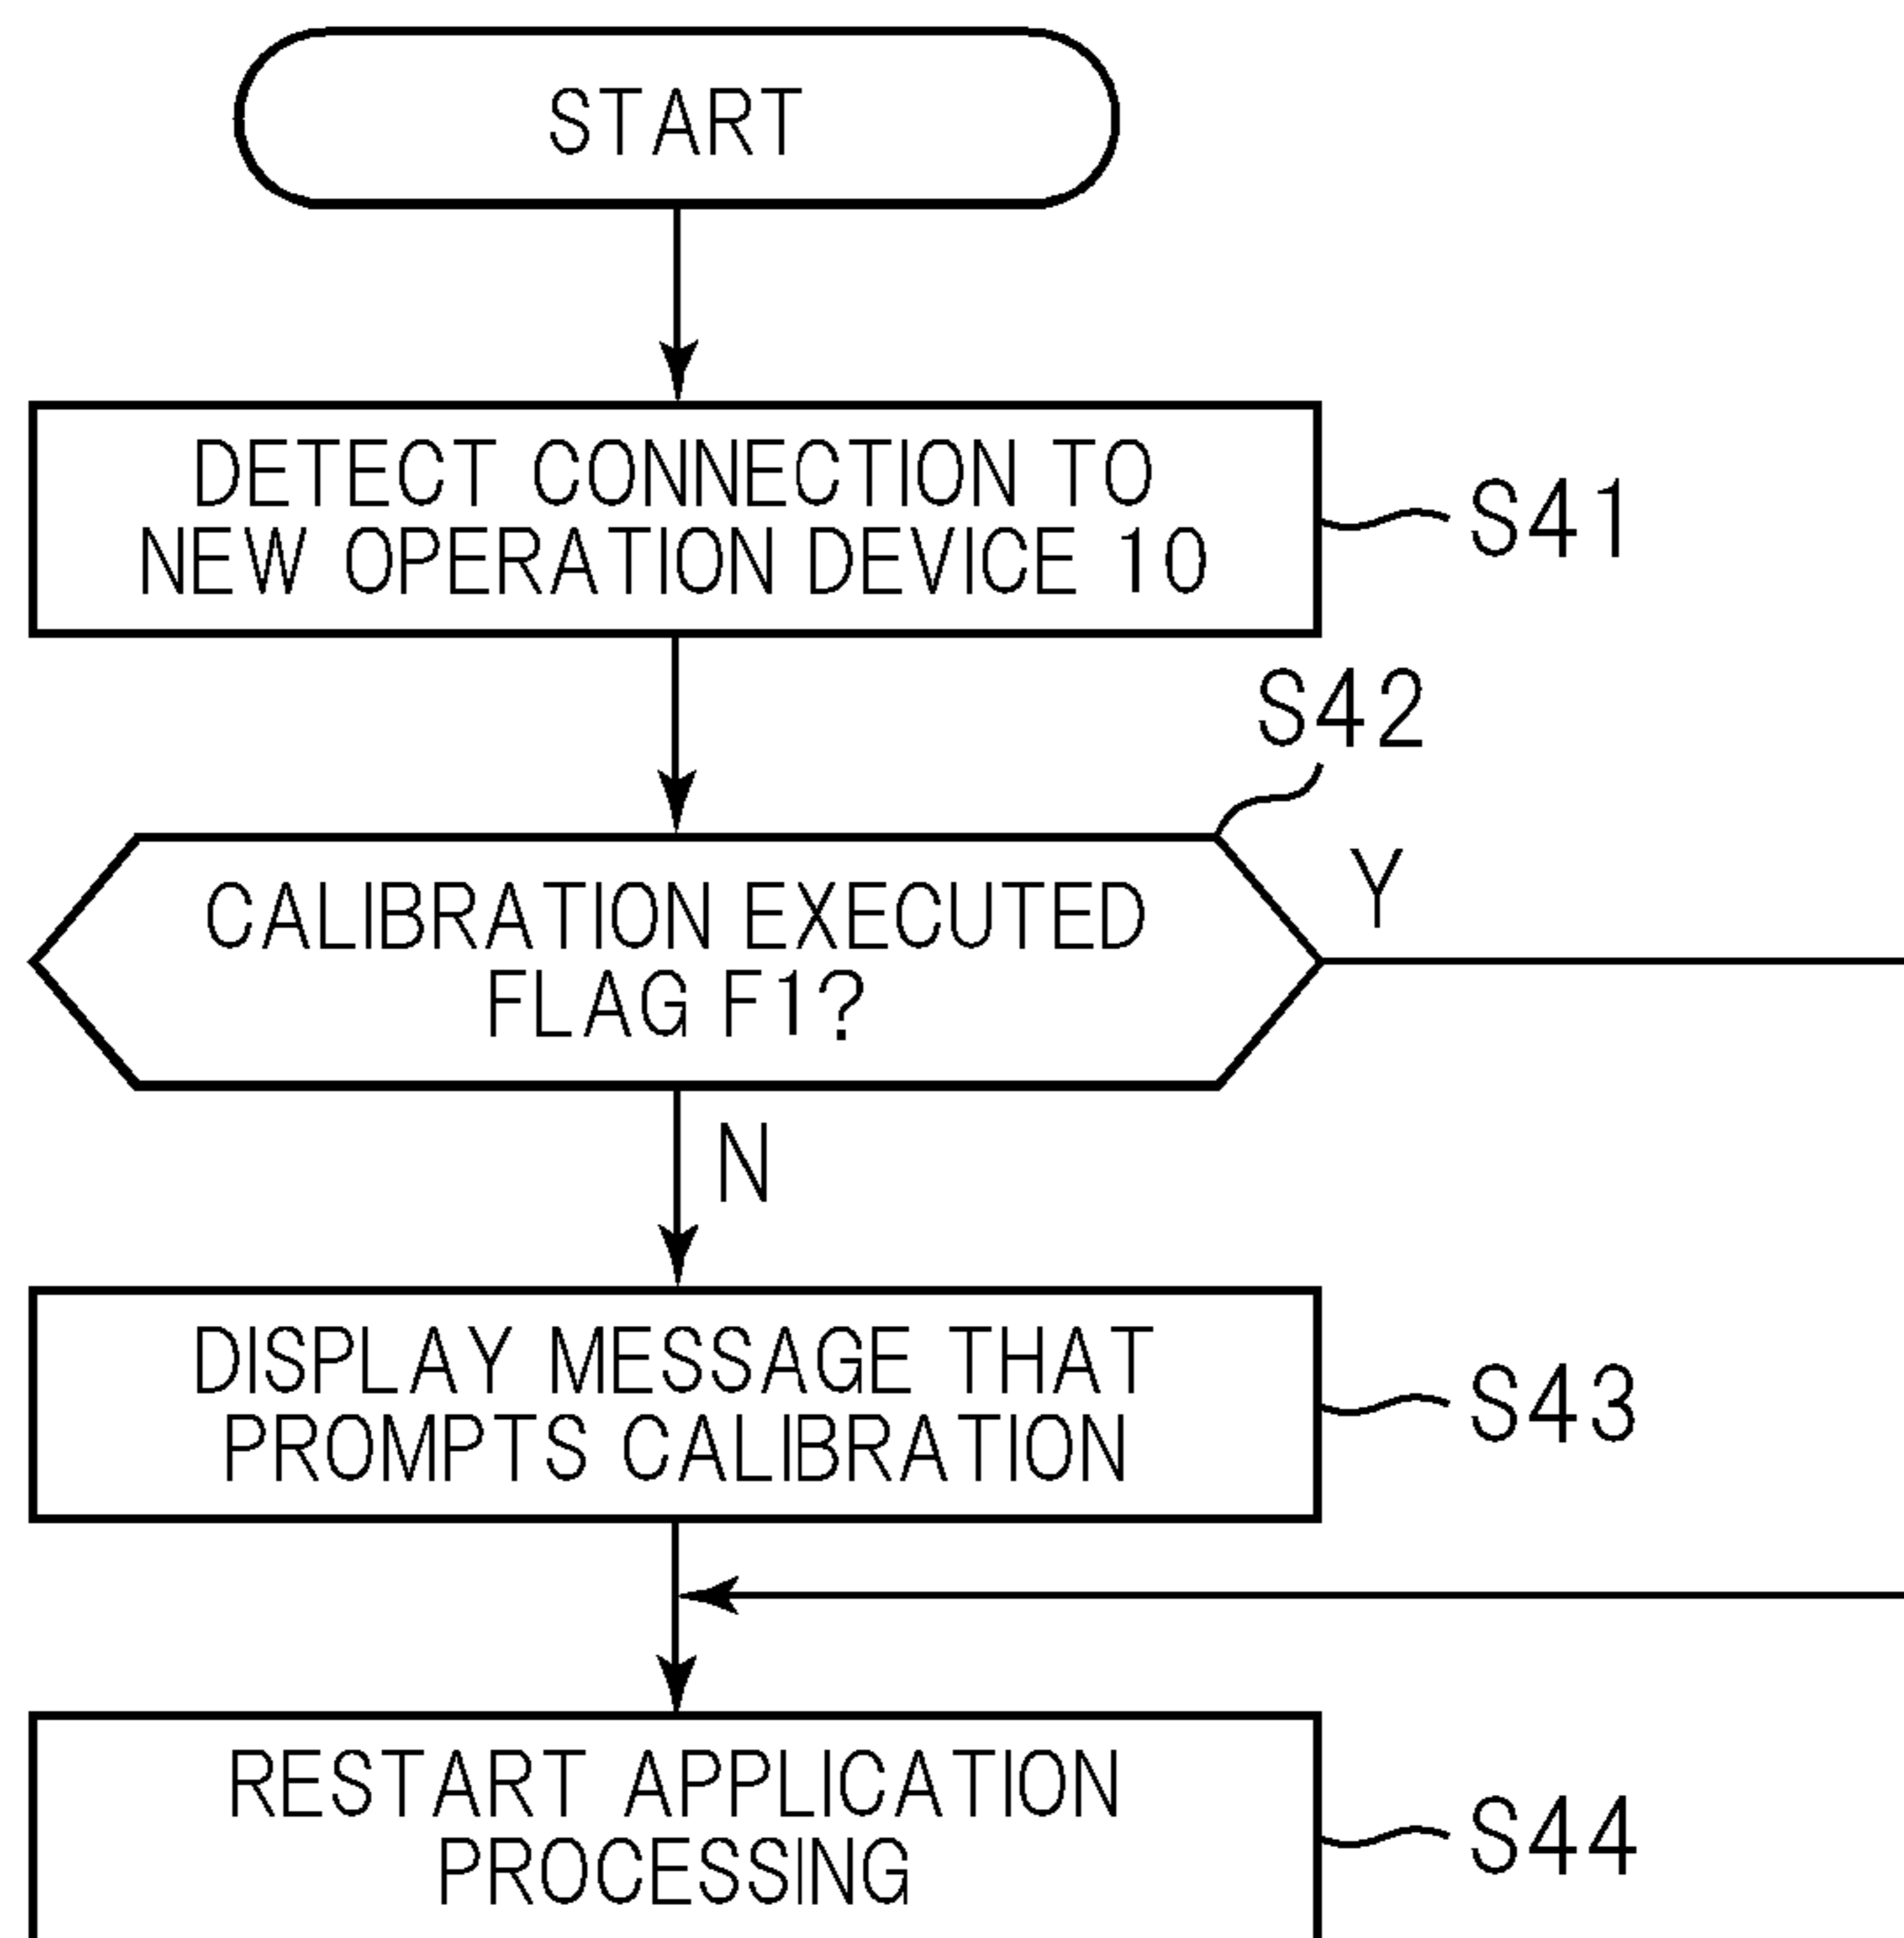 START
DETECT CONNECTION TO
NEW OPERATION DEVICE 10
S41
S42
CALIBRATION EXECUTED
FLAG F1?
Y
N
DISPLAY MESSAGE THAT
PROMPTS CALIBRATION
S43
RESTART APPLICATION
PROCESSING
S44